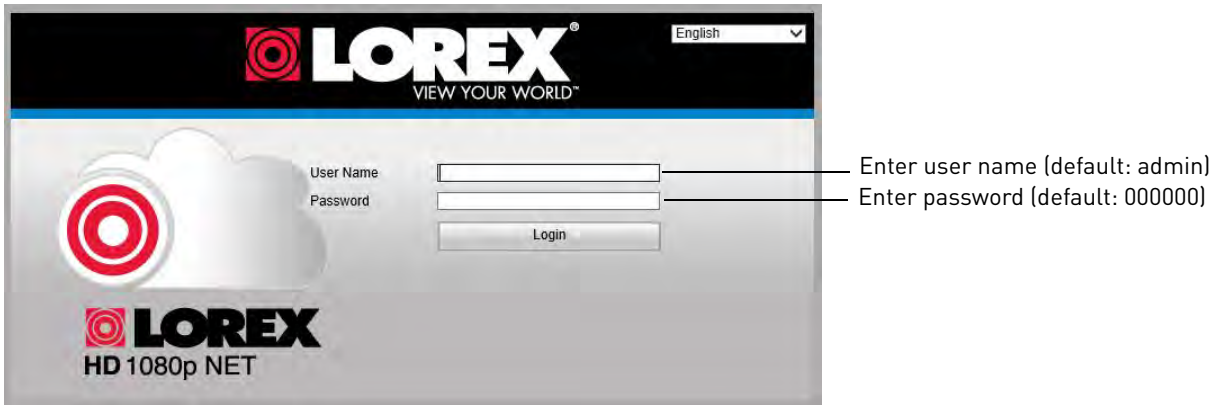 LOREX®
VIEW YOUR WORLD™
English
User Name
Enter user name (default: admin)
Password
Enter password (default: 000000)
Login
LOREX
HD 1080p NET